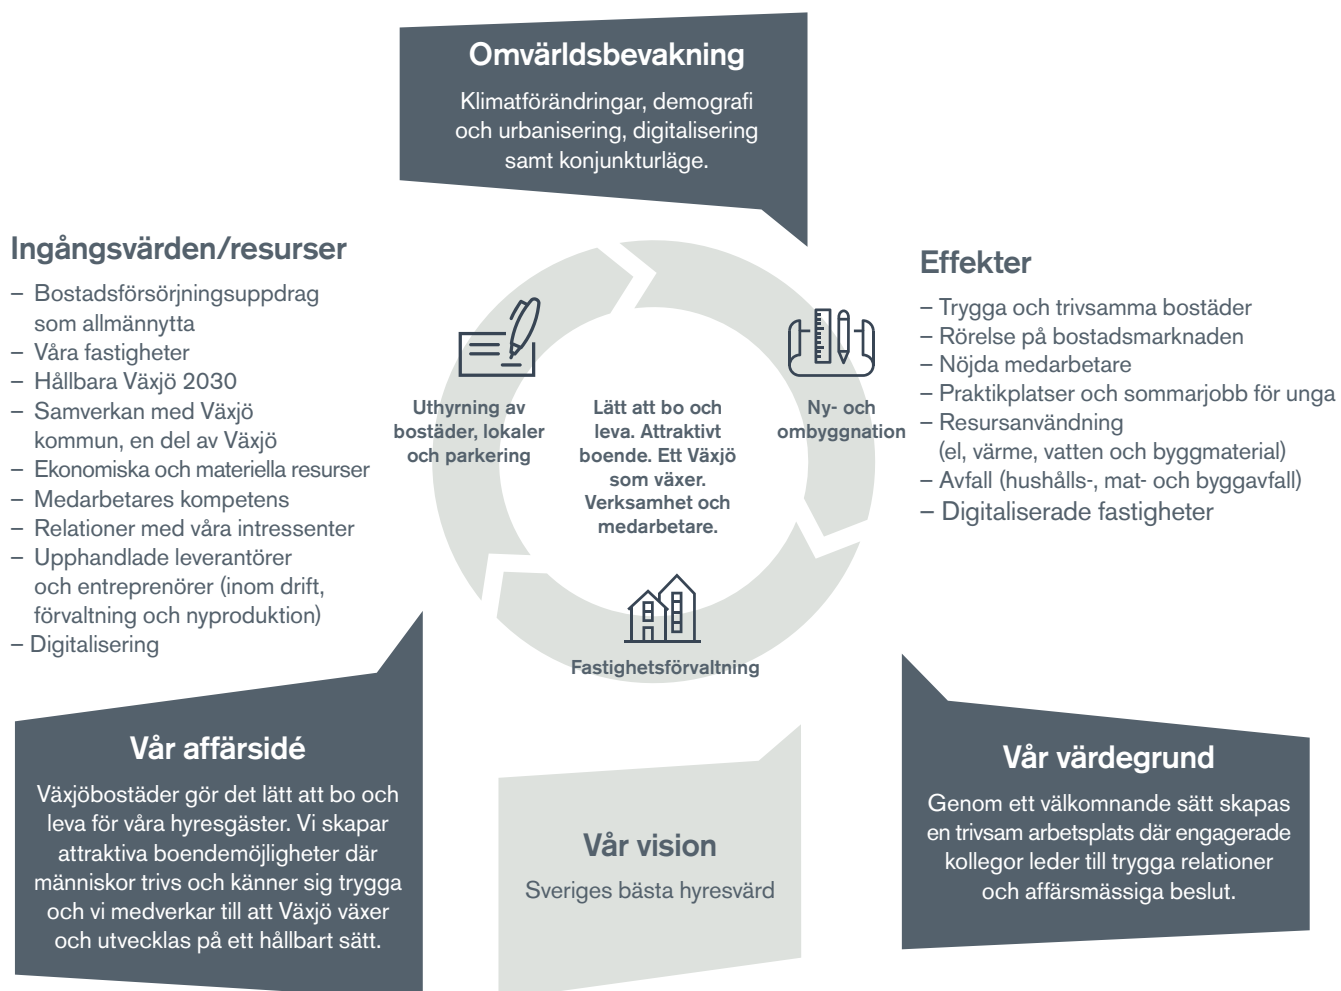 Omvärldsbevakning
Klimatförändringar, demografi
och urbanisering, digitalisering
samt konjunkturläge.
Ingångsvärden/resurser
– Bostadsförsörjningsuppdrag
som allmännytta
– Våra fastigheter
– Hållbara Växjö 2030
– Samverkan med Växjö
kommun, en del av Växjö
– Ekonomiska och materiella resurser
– Medarbetares kompetens
– Relationer med våra intressenter
– Upphandlade leverantörer
och entreprenörer (inom drift,
förvaltning och nyproduktion)
– Digitalisering
Uthyrning av
bostäder, lokaler
och parkering
Lätt att bo och
leva. Attraktivt
boende. Ett Växjö
som växer.
Verksamhet och
medarbetare.
Ny- och
ombyggnation
Fastighetsförvaltning
Effekter
– Trygga och trivsamma bostäder
– Rörelse på bostadsmarknaden
– Nöjda medarbetare
– Praktikplatser och sommarjobb för unga
– Resursanvändning
(el, värme, vatten och byggmaterial)
– Avfall (hushålls-, mat- och byggavfall)
– Digitaliserade fastigheter
Vår affärsidé
Växjöbostäder gör det lätt att bo och
leva för våra hyresgäster. Vi skapar
attraktiva boendemöjligheter där
människor trivs och känner sig trygga
och vi medverkar till att Växjö växer
och utvecklas på ett hållbart sätt.
Vår vision
Sveriges bästa hyresvärd
Vår värdegrund
Genom ett välkomnande sätt skapas
en trivsam arbetsplats där engagerade
kollegor leder till trygga relationer
och affärsmässiga beslut.